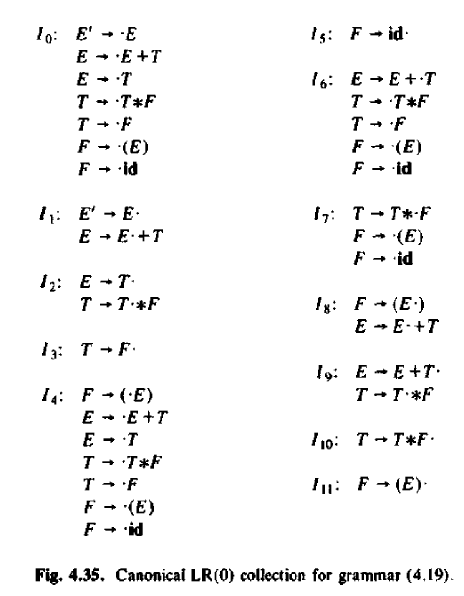 I₀: E' → ·E
E → ·E+T
E → ·T
T → ·T*F
T → ·F
F → ·(E)
F → ·id
I₁: E' → E·
E → E·+T
I₂: E → T·
T → T·*F
I₃: T → F·
I₄: F → (·E)
E → ·E+T
E → ·T
T → ·T*F
T → ·F
F → ·(E)
F → ·id
I₅: F → id·
I₆: E → E+·T
T → ·T*F
T → ·F
F → ·(E)
F → ·id
I₇: T → T*·F
F → ·(E)
F → ·id
I₈: F → (E·)
E → E·+T
I₉: E → E+T·
T → T·*F
I₁₀: T → T*F·
I₁₁: F → (E)·
Fig. 4.35. Canonical LR(0) collection for grammar (4.19).